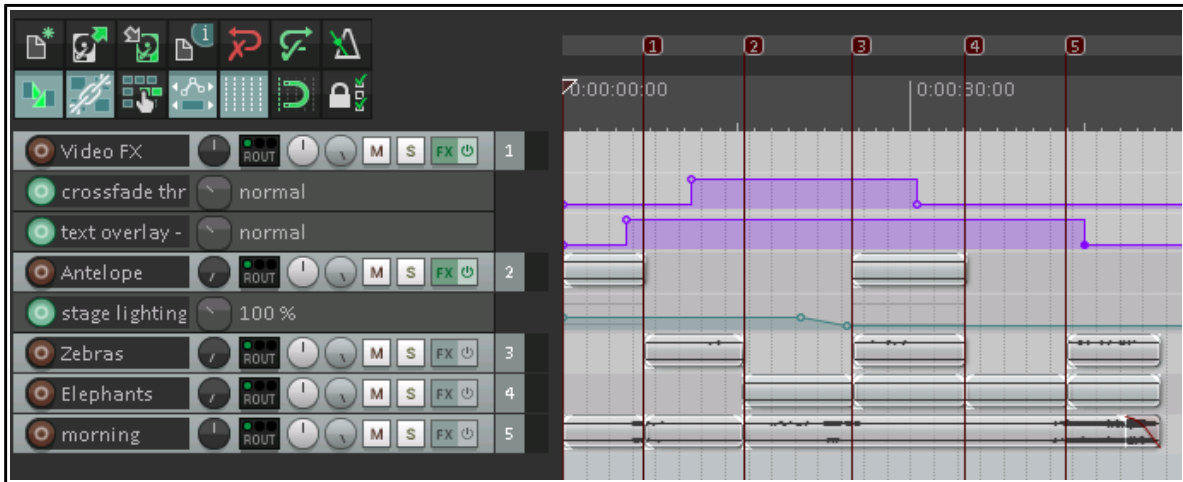 1 2 3 4 5
0:00:00:00 0:00:30:00
Video FX ROUT M S FX 1
crossfade thr normal
text overlay - normal
Antelope ROUT M S FX 2
stage lighting 100 %
Zebras ROUT M S FX 3
Elephants ROUT M S FX 4
morning ROUT M S FX 5